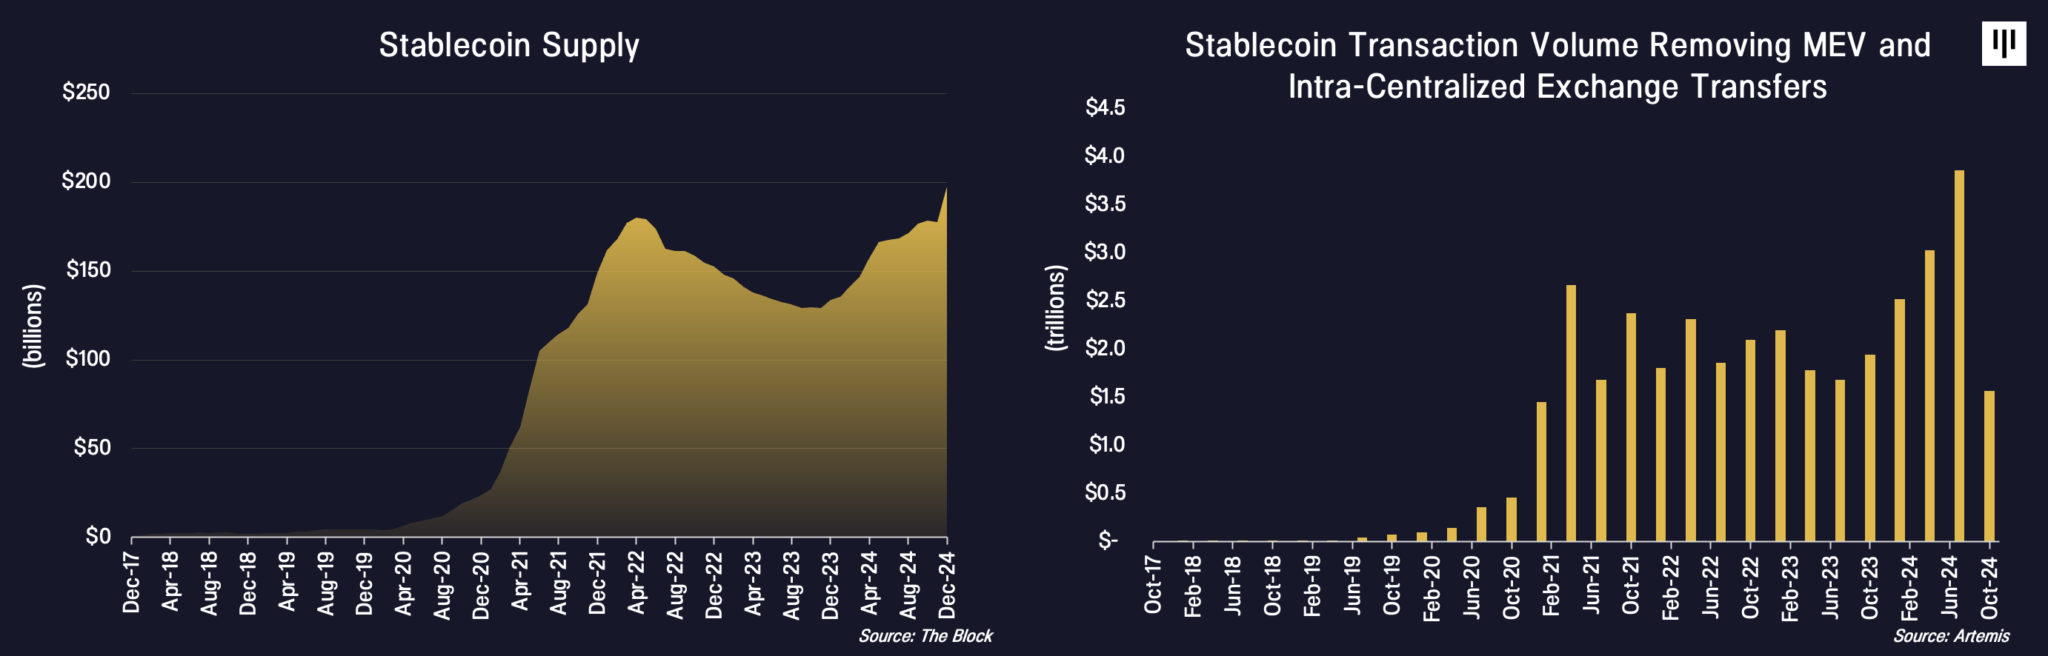 Stablecoin Supply
$250
$200
$150
$100
$50
$0
(billions)
Dec-17
Apr-18
Aug-18
Dec-18
Apr-19
Aug-19
Dec-19
Apr-20
Aug-20
Dec-20
Apr-21
Aug-21
Dec-21
Apr-22
Aug-22
Dec-22
Apr-23
Aug-23
Dec-23
Apr-24
Aug-24
Dec-24
Source: The Block
Stablecoin Transaction Volume Removing MEV and
Intra-Centralized Exchange Transfers
$4.5
$4.0
$3.5
$3.0
$2.5
$2.0
$1.5
$1.0
$0.5
$-
(trillions)
Oct-17
Feb-18
Jun-18
Oct-18
Feb-19
Jun-19
Oct-19
Feb-20
Jun-20
Oct-20
Feb-21
Jun-21
Oct-21
Feb-22
Jun-22
Oct-22
Feb-23
Jun-23
Oct-23
Feb-24
Jun-24
Oct-24
Source: Artemis